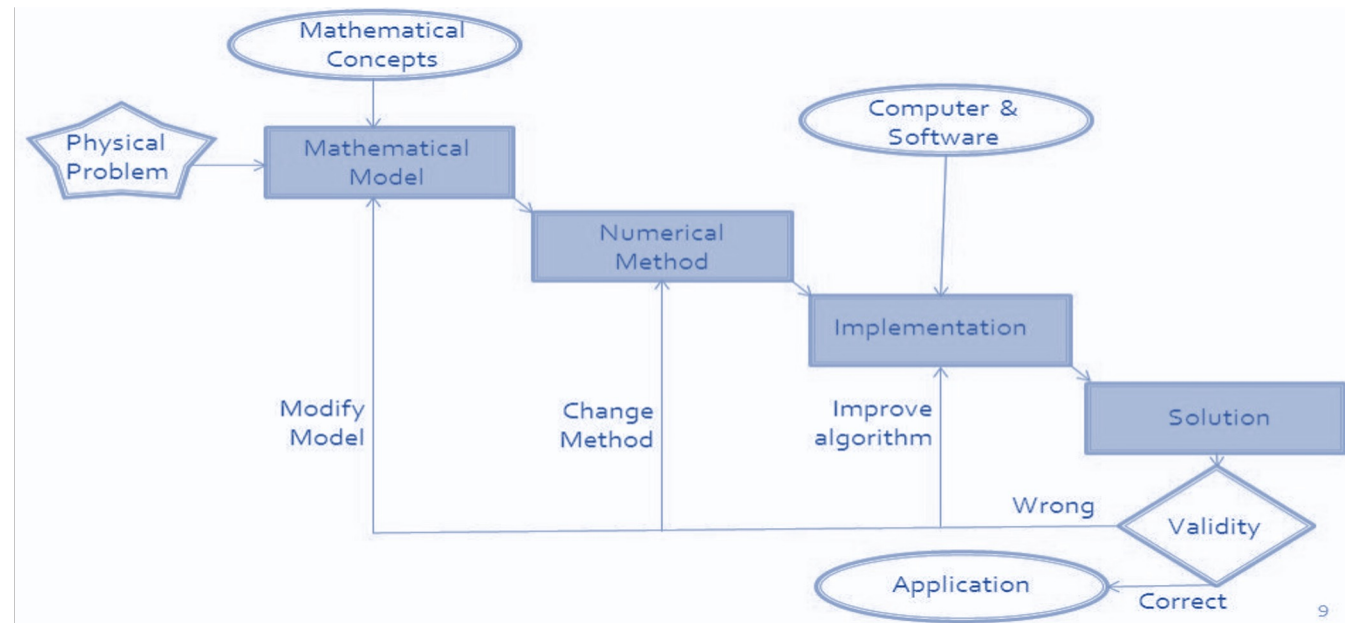 Mathematical
Concepts
Physical
Problem
Mathematical
Model
Computer &
Software
Numerical
Method
Implementation
Modify
Model
Change
Method
Improve
algorithm
Solution
Wrong
Validity
Application
Correct
9